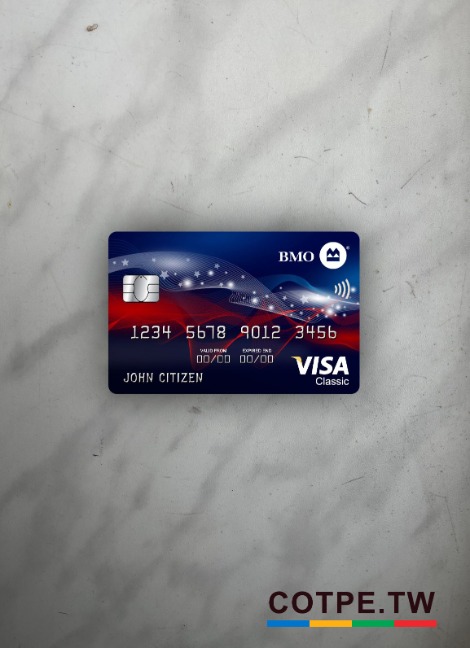 BMO
1234 5678 9012 3456
VALID FROM EXPIRES END
00/00 00/00
VISA
Classic
JOHN CITIZEN
COTPE.TW